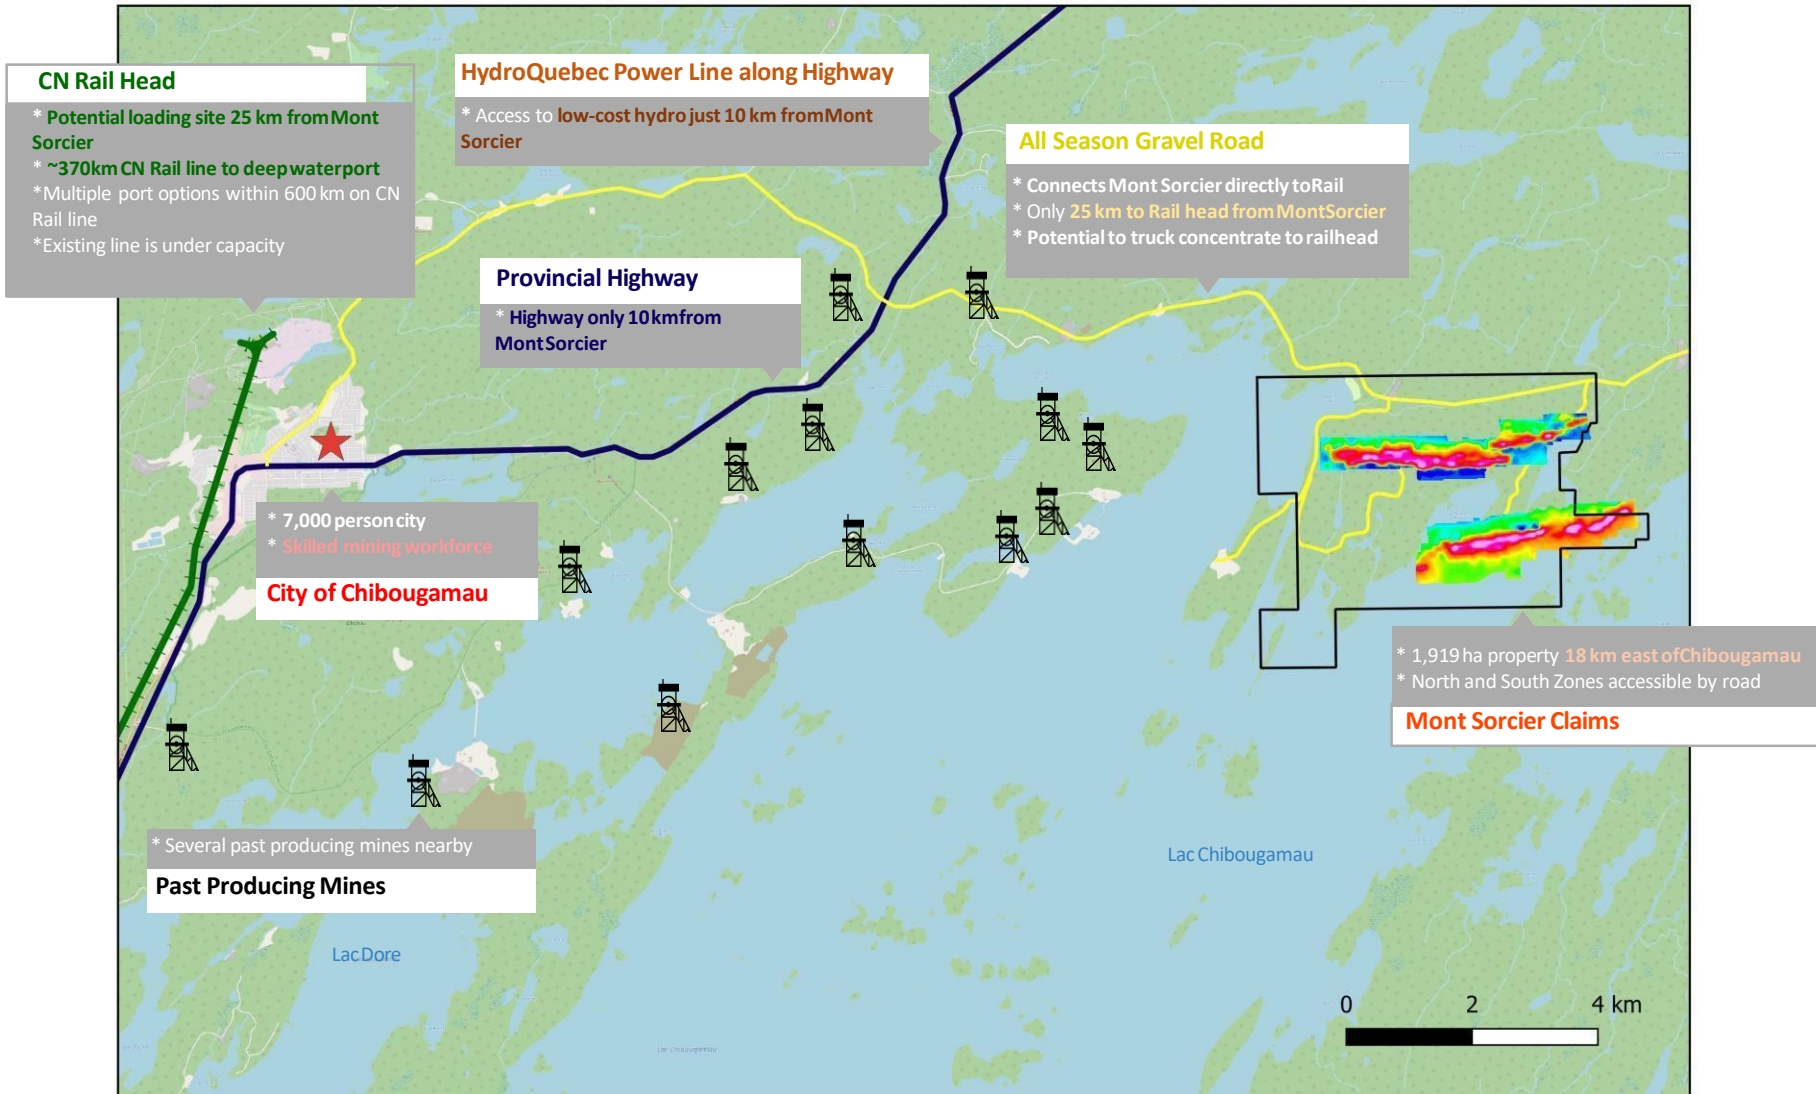 CN Rail Head
* Potential loading site 25 km from Mont
Sorcier
* ~370km CN Rail line to deep water port
*Multiple port options within 600 km on CN
Rail line
*Existing line is under capacity
HydroQuebec Power Line along Highway
* Access to low-cost hydro just 10 km from Mont
Sorcier
All Season Gravel Road
* Connects Mont Sorcier directly to Rail
* Only 25 km to Rail head from Mont Sorcier
* Potential to truck concentrate to railhead
Provincial Highway
* Highway only 10 km from
Mont Sorcier
* 7,000 person city
* Skilled mining workforce
City of Chibougamau
* 1,919 ha property 18 km east of Chibougamau
* North and South Zones accessible by road
Mont Sorcier Claims
* Several past producing mines nearby
Past Producing Mines
Lac Chibougamau
Lac Dore
0 2 4 km
Lac Chibougamau